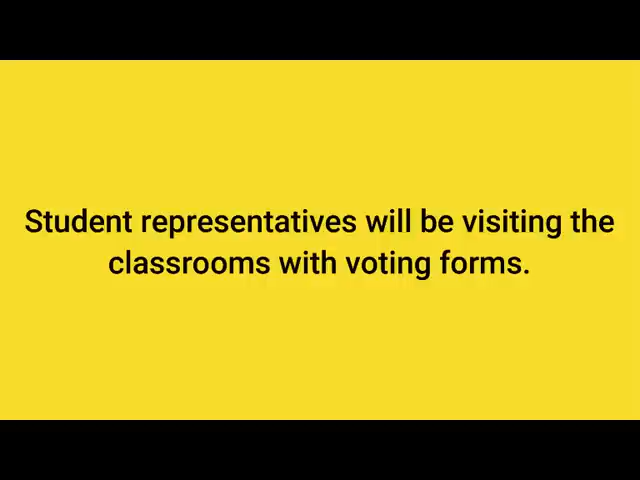 Student representatives will be visiting the
classrooms with voting forms.